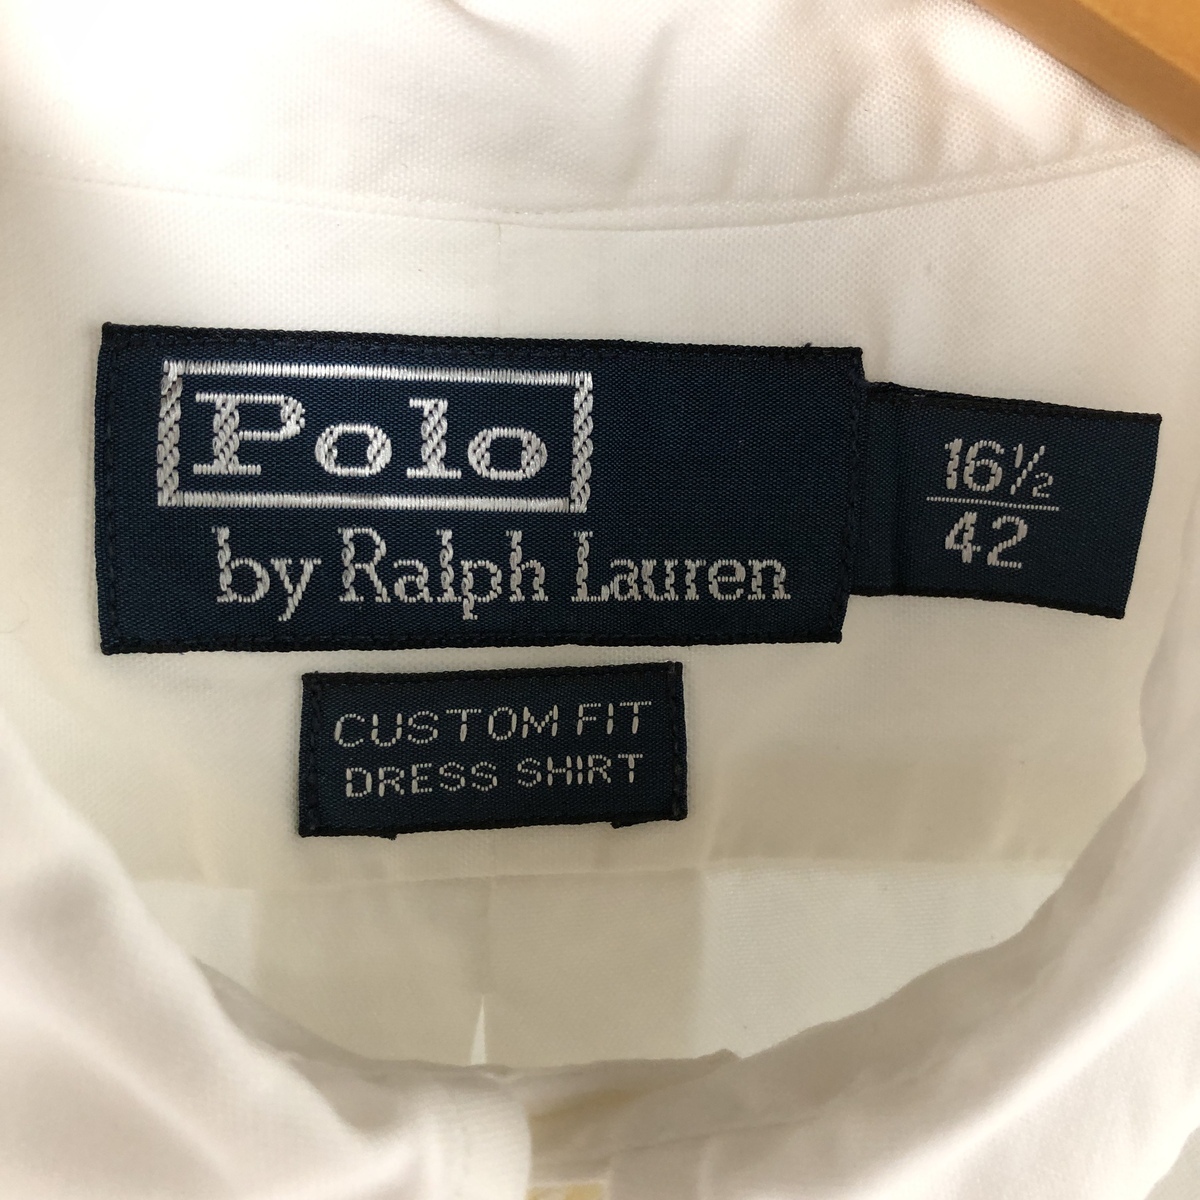 Polo
by Ralph Lauren
16½
42
CUSTOM FIT
DRESS SHIRT